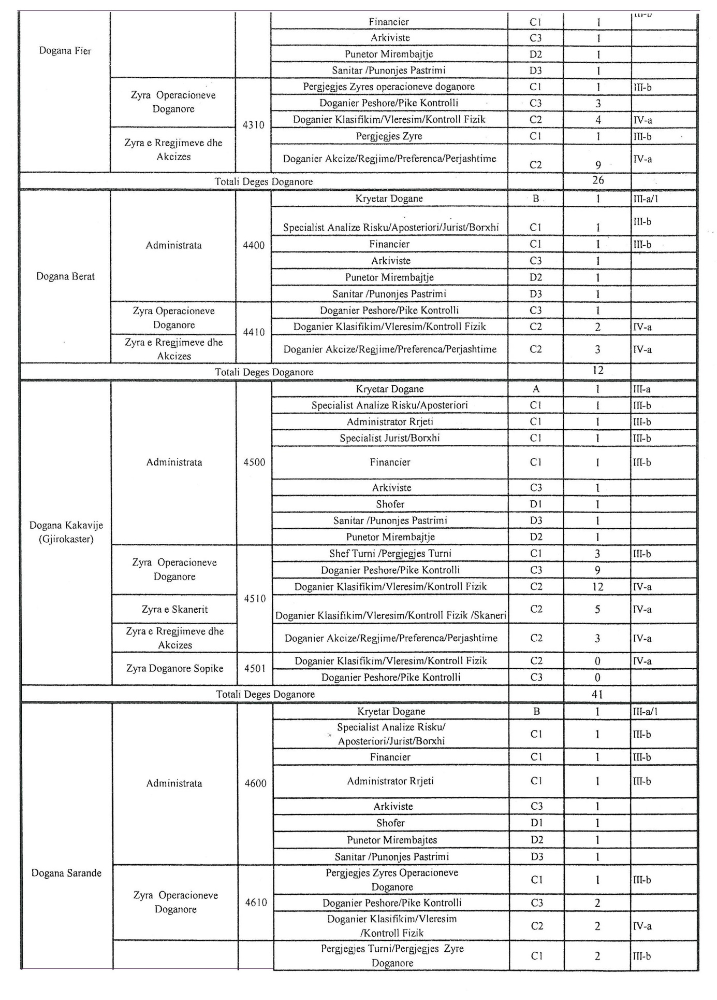 III-b
Financier C1 1
Arkiviste C3 1
Dogana Fier
Punetor Mirembajtje D2 1
Sanitar /Punonjes Pastrimi D3 1
Zyra Operacioneve
Doganore
4310
Pergjegjes Zyres operacioneve doganore C1 1 III-b
Doganier Peshore/Pike Kontrolli C3 3
Doganier Klasifikim/Vleresim/Kontroll Fizik C2 4 IV-a
Zyra e Rregjimeve dhe
Akcizes
Pergjegjes Zyre C1 1 III-b
Doganier Akcize/Regjime/Preferenca/Perjashtime C2 9 IV-a
Totali Deges Doganore 26
Dogana Berat
Administrata
4400
Kryetar Dogane B 1 III-a/1
Specialist Analize Risku/Aposteriori/Jurist/Borxhi C1 1 III-b
Financier C1 1 III-b
Arkiviste C3 1
Punetor Mirembajtje D2 1
Sanitar /Punonjes Pastrimi D3 1
Zyra Operacioneve
Doganore
4410
Doganier Peshore/Pike Kontrolli C3 1
Doganier Klasifikim/Vleresim/Kontroll Fizik C2 2 IV-a
Zyra e Rregjimeve dhe
Akcizes
Doganier Akcize/Regjime/Preferenca/Perjashtime C2 3 IV-a
Totali Deges Doganore 12
Dogana Kakavije
(Gjirokaster)
Administrata
4500
Kryetar Dogane A 1 III-a
Specialist Analize Risku/Aposteriori C1 1 III-b
Administrator Rrjeti C1 1 III-b
Specialist Jurist/Borxhi C1 1 III-b
Financier C1 1 III-b
Arkiviste C3 1
Shofer D1 1
Sanitar /Punonjes Pastrimi D3 1
Punetor Mirembajtje D2 1
Zyra Operacioneve
Doganore
4510
Shef Turni /Pergjegjes Turni C1 3 III-b
Doganier Peshore/Pike Kontrolli C3 9
Doganier Klasifikim/Vleresim/Kontroll Fizik C2 12 IV-a
Zyra e Skanerit
Doganier Klasifikim/Vleresim/Kontroll Fizik /Skaneri C2 5 IV-a
Zyra e Rregjimeve dhe
Akcizes
Doganier Akcize/Regjime/Preferenca/Perjashtime C2 3 IV-a
Zyra Doganore Sopike
4501
Doganier Klasifikim/Vleresim/Kontroll Fizik C2 0 IV-a
Doganier Peshore/Pike Kontrolli C3 0
Totali Deges Doganore 41
Dogana Sarande
Administrata
4600
Kryetar Dogane B 1 III-a/1
Specialist Analize Risku/
Aposteriori/Jurist/Borxhi C1 1 III-b
Financier C1 1 III-b
Administrator Rrjeti C1 1 III-b
Arkiviste C3 1
Shofer D1 1
Punetor Mirembajtes D2 1
Sanitar /Punonjes Pastrimi D3 1
Zyra Operacioneve
Doganore
4610
Pergjegjes Zyres Operacioneve
Doganore C1 1 III-b
Doganier Peshore/Pike Kontrolli C3 2
Doganier Klasifikim/Vleresim
/Kontroll Fizik C2 2 IV-a
Pergjegjes Turni/Pergjegjes Zyre
Doganore C1 2 III-b